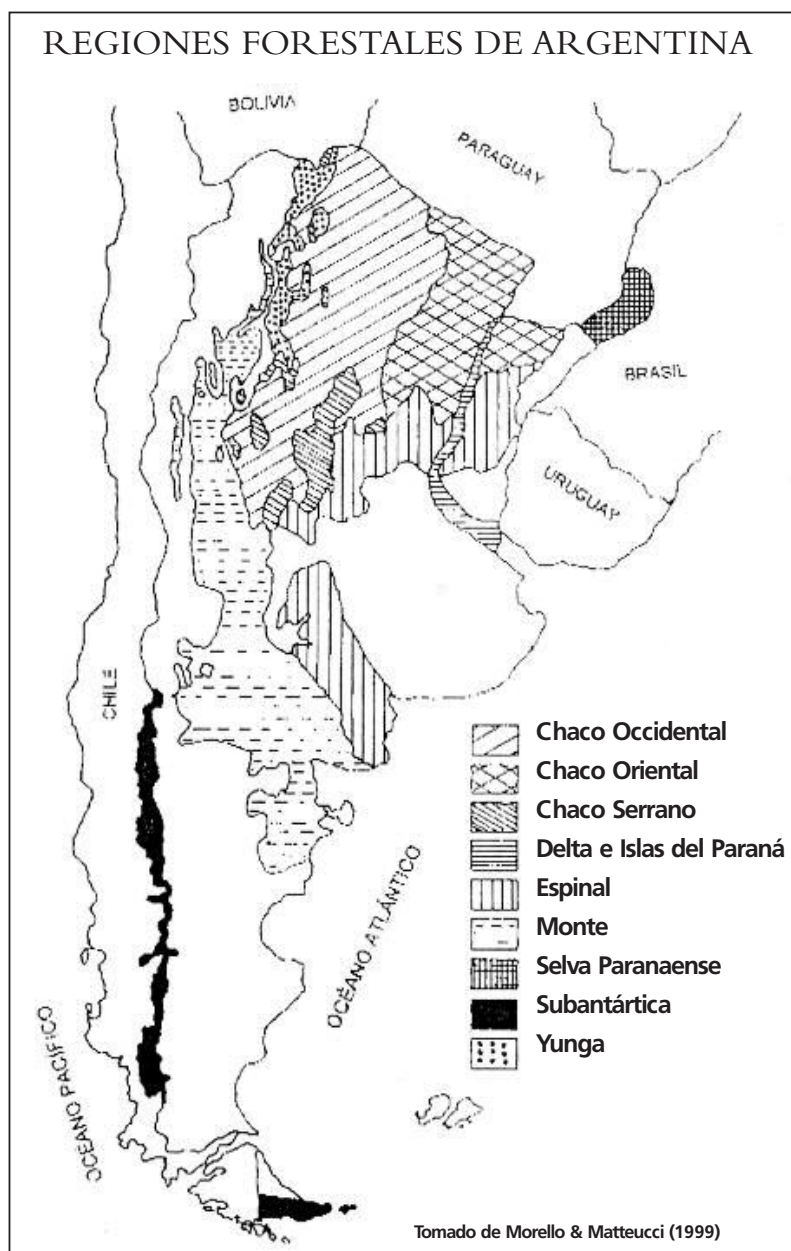 REGIONES FORESTALES DE ARGENTINA
BOLIVIA
PARAGUAY
BRASIL
URUGUAY
CHILE
Chaco Occidental
Chaco Oriental
Chaco Serrano
Delta e Islas del Paraná
Espinal
Monte
Selva Paranaense
Subantártica
Yunga
OCÉANO ATLÁNTICO
OCÉANO PACÍFICO
Tomado de Morello & Matteucci (1999)